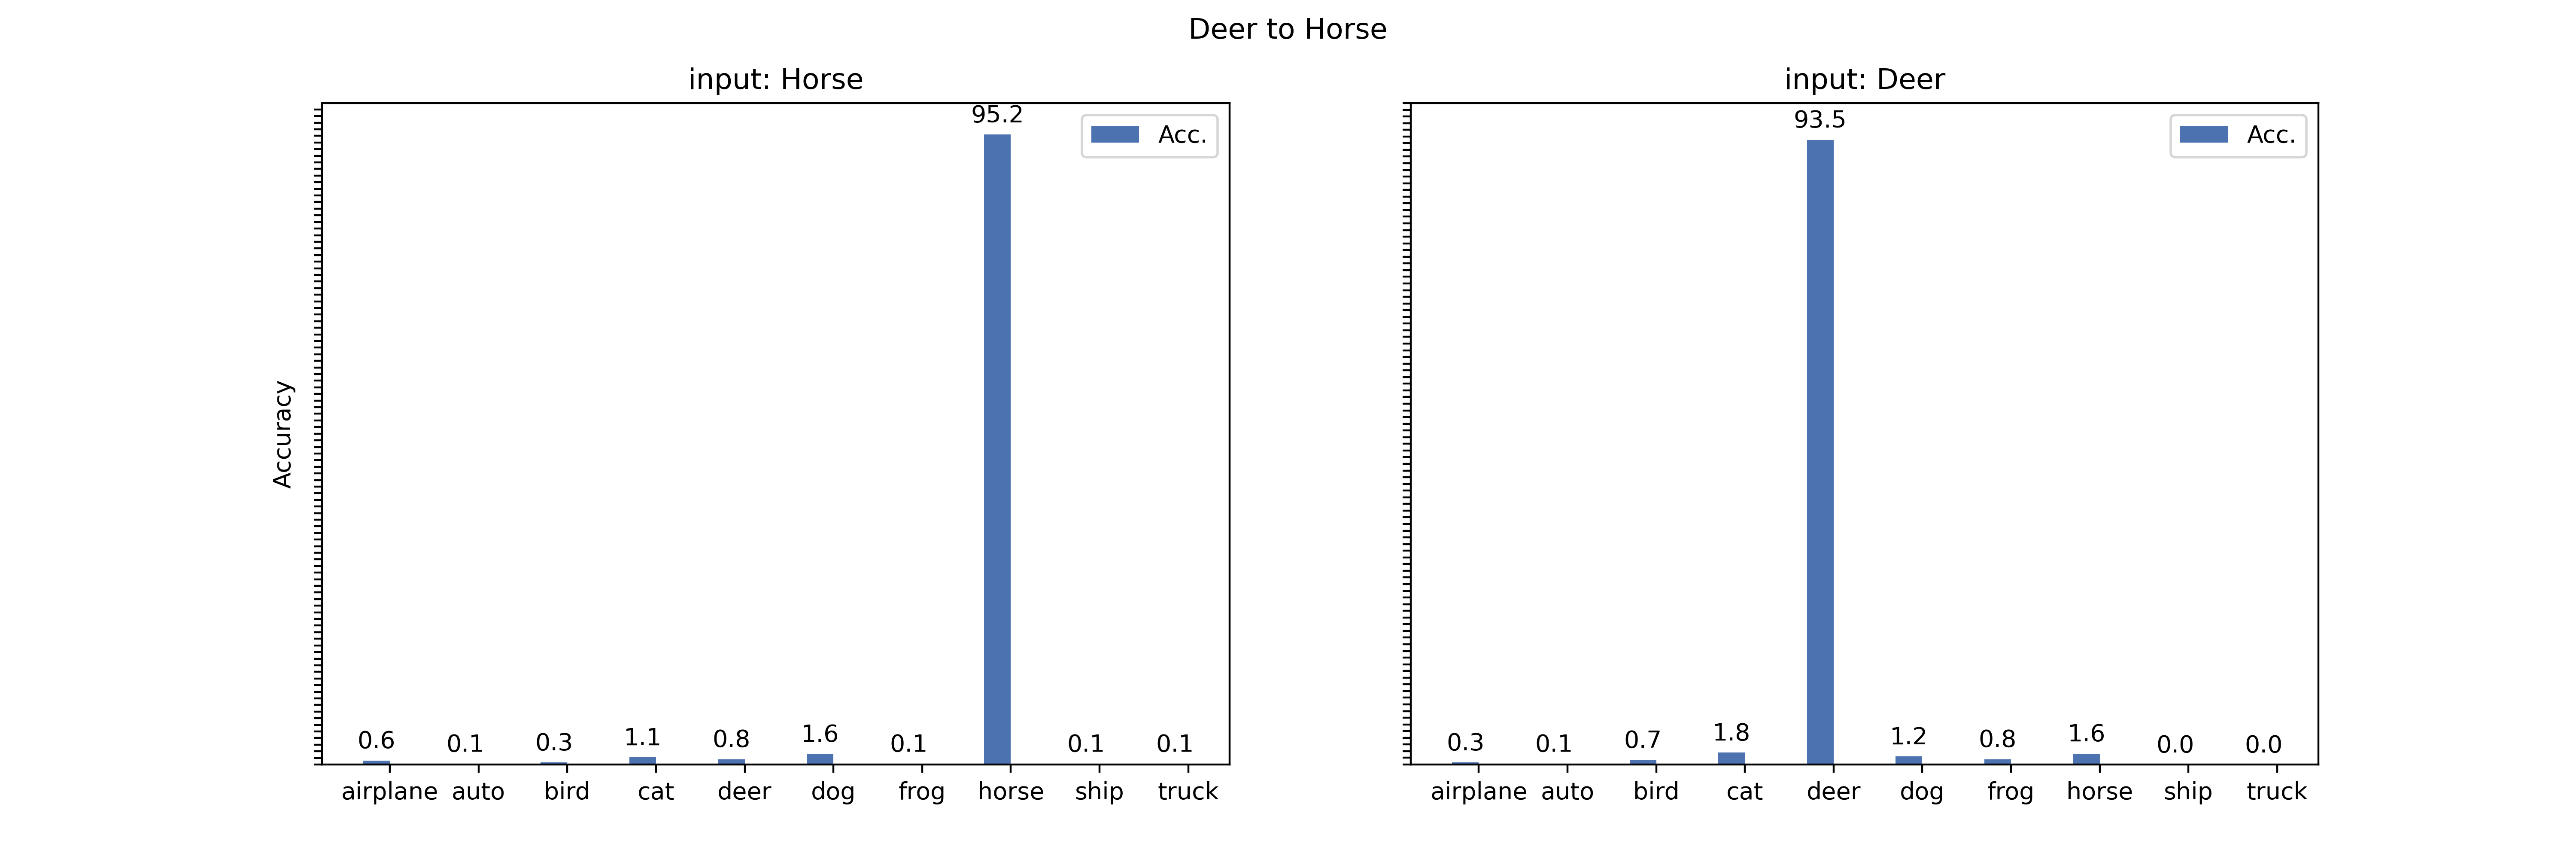 Deer to Horse
input: Horse
Accuracy
95.2
Acc.
0.6 0.1 0.3 1.1 0.8 1.6 0.1 0.1 0.1
airplane auto bird cat deer dog frog horse ship truck
input: Deer
93.5
Acc.
0.3 0.1 0.7 1.8 1.2 0.8 1.6 0.0 0.0
airplane auto bird cat deer dog frog horse ship truck